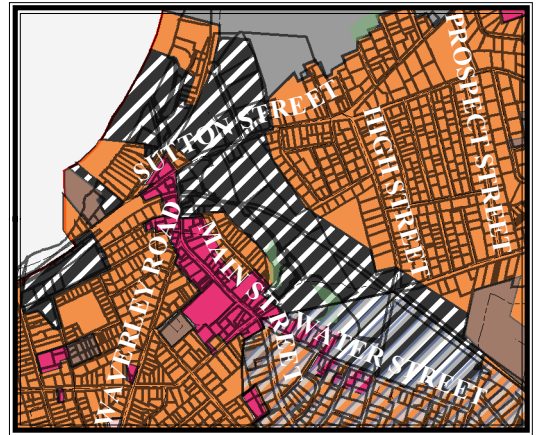 PROSPECT STREET
SUTTON STREET
HIGH STREET
WAVERLEY ROAD
MAIN STREET
WATER STREET